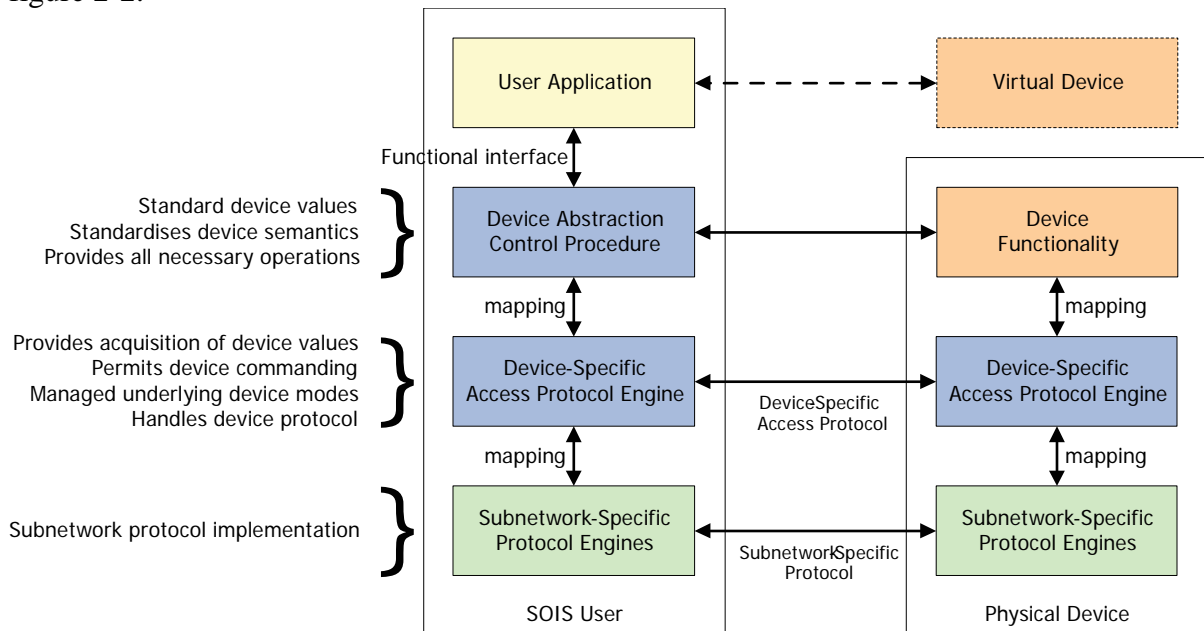 figure 2-2.
User Application
Virtual Device
Functional interface
Standard device values
Standardises device semantics
Provides all necessary operations
Device Abstraction
Control Procedure
Device
Functionality
mapping
mapping
Provides acquisition of device values
Permits device commanding
Managed underlying device modes
Handles device protocol
Device-Specific
Access Protocol Engine
DeviceSpecific
Access Protocol
Device-Specific
Access Protocol Engine
mapping
mapping
Subnetwork protocol implementation
Subnetwork-Specific
Protocol Engines
SubnetworkSpecific
Protocol
Subnetwork-Specific
Protocol Engines
SOIS User
Physical Device